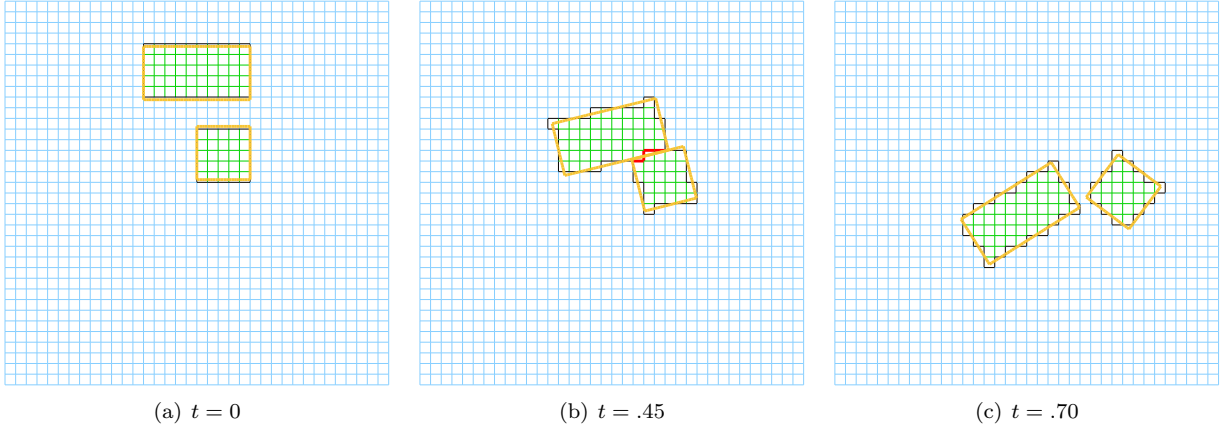 (a) t = 0
(b) t = .45
(c) t = .70